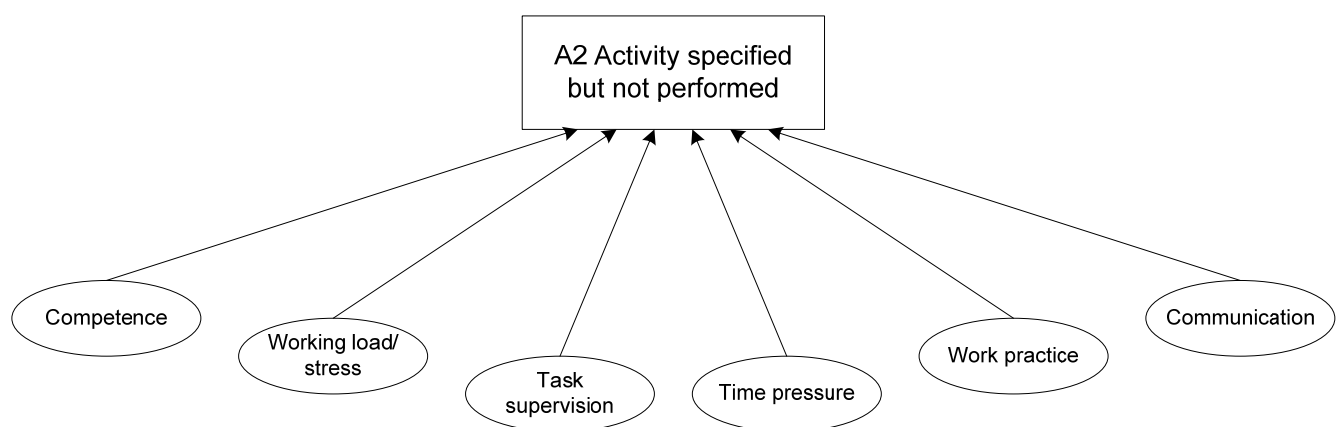 A2 Activity specified
but not performed
Competence
Working load/
stress
Task
supervision
Time pressure
Work practice
Communication